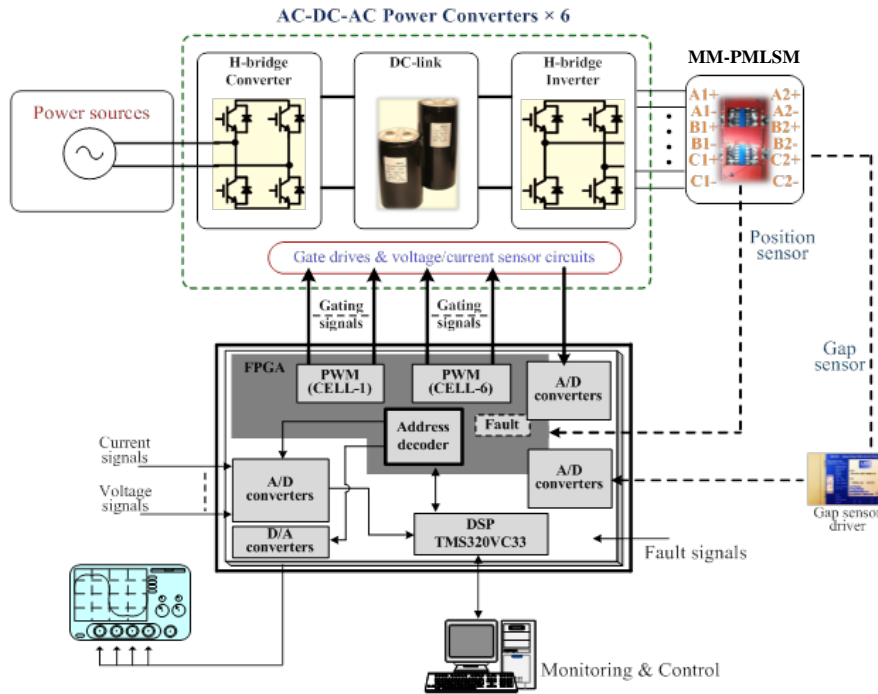 AC-DC-AC Power Converters × 6
H-bridge
Converter
DC-link
H-bridge
Inverter
MM-PMLSM
Power sources
A1+
A1-
B1+
B1-
C1+
C1-
A2+
A2-
B2+
B2-
C2+
C2-
Position
sensor
Gate drives & voltage/current sensor circuits
Gating
signals
Gating
signals
Gap
sensor
FPGA
PWM
(CELL-1)
PWM
(CELL-6)
A/D
converters
Address
decoder
Fault
Current
signals
Voltage
signals
A/D
converters
A/D
converters
D/A
converters
DSP
TMS320VC33
Fault signals
Gap sensor
driver
Monitoring & Control